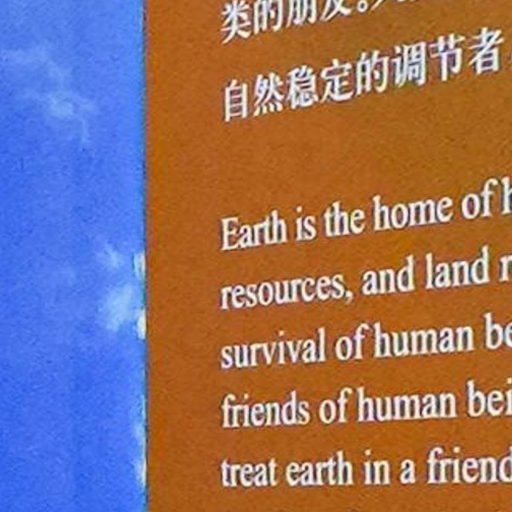 类的朋友。
自然稳定的调节者
Earth is the home of h
resources, and land r
survival of human be
friends of human bei
treat earth in a friend